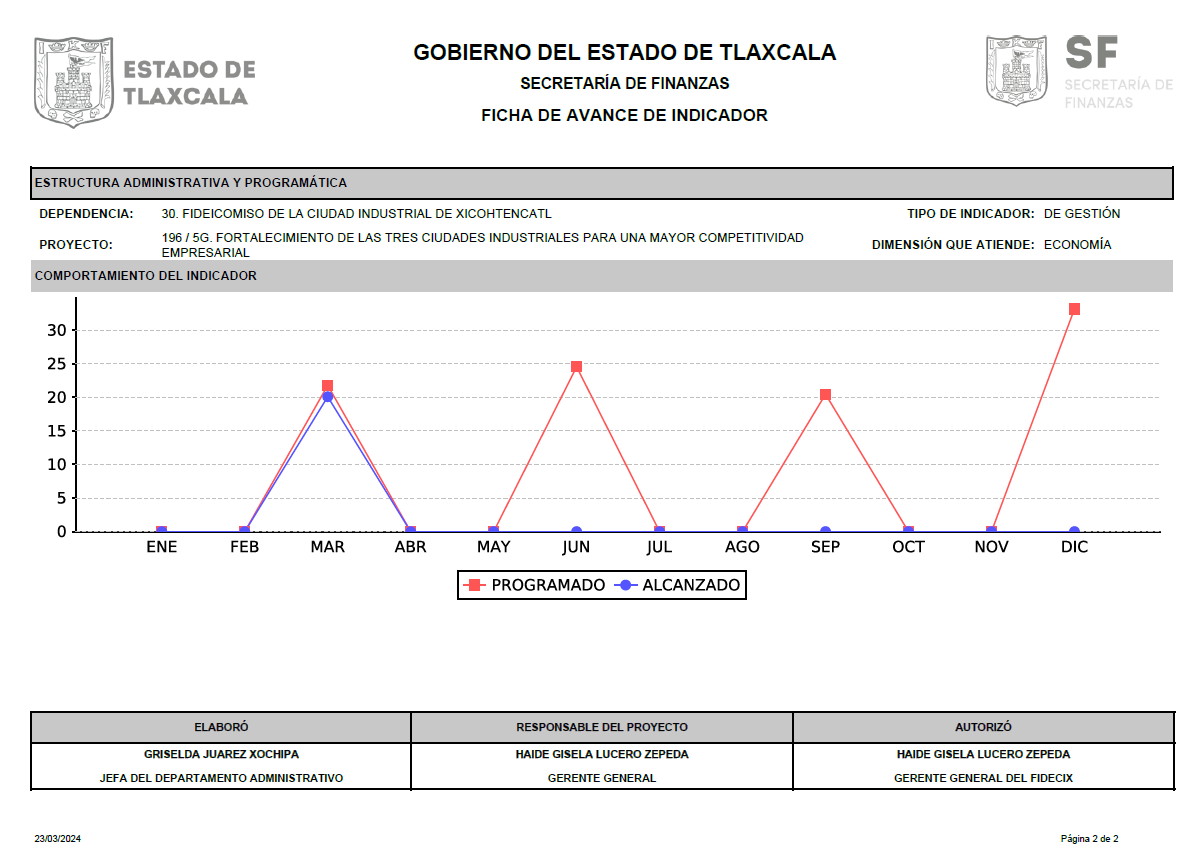 ESTADO DE
TLAXCALA
GOBIERNO DEL ESTADO DE TLAXCALA
SECRETARÍA DE FINANZAS
FICHA DE AVANCE DE INDICADOR
SF
SECRETARÍA DE
FINANZAS
ESTRUCTURA ADMINISTRATIVA Y PROGRAMÁTICA
DEPENDENCIA: 30. FIDEICOMISO DE LA CIUDAD INDUSTRIAL DE XICOHTENCATL TIPO DE INDICADOR: DE GESTIÓN
PROYECTO: 196 / 5G. FORTALECIMIENTO DE LAS TRES CIUDADES INDUSTRIALES PARA UNA MAYOR COMPETITIVIDAD
EMPRESARIAL DIMENSIÓN QUE ATIENDE: ECONOMÍA
COMPORTAMIENTO DEL INDICADOR
30
25
20
15
10
5
0
ENE FEB MAR ABR MAY JUN JUL AGO SEP OCT NOV DIC
PROGRAMADO ALCANZADO
ELABORÓ RESPONSABLE DEL PROYECTO AUTORIZÓ
GRISELDA JUAREZ XOCHIPA HAIDE GISELA LUCERO ZEPEDA HAIDE GISELA LUCERO ZEPEDA
JEFA DEL DEPARTAMENTO ADMINISTRATIVO GERENTE GENERAL GERENTE GENERAL DEL FIDECIX
23/03/2024 Página 2 de 2